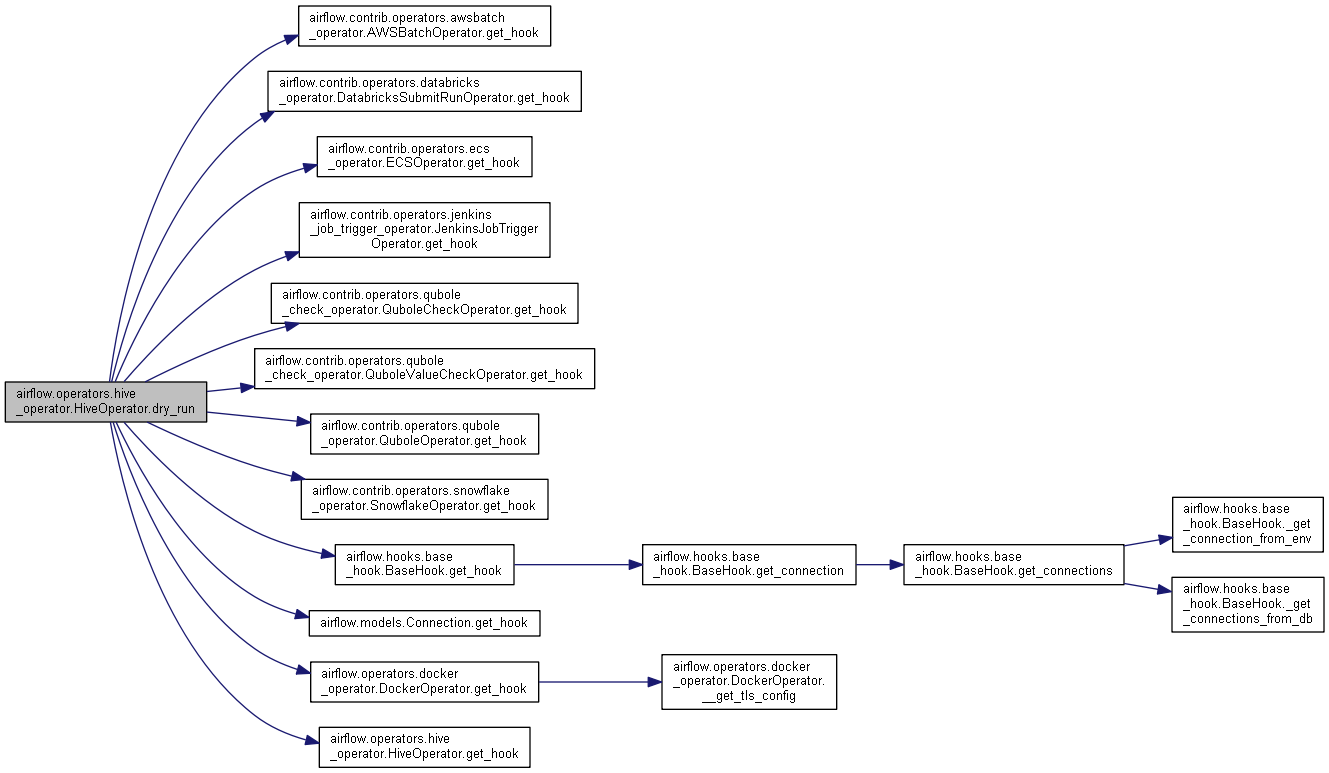 airflow.contrib.operators.awsbatch
_operator.AWSBatchOperator.get_hook
airflow.contrib.operators.databricks
_operator.DatabricksSubmitRunOperator.get_hook
airflow.contrib.operators.ecs
_operator.ECSOperator.get_hook
airflow.contrib.operators.jenkins
_job_trigger_operator.JenkinsJobTrigger
Operator.get_hook
airflow.contrib.operators.qubole
_check_operator.QuboleCheckOperator.get_hook
airflow.contrib.operators.qubole
_check_operator.QuboleValueCheckOperator.get_hook
airflow.operators.hive
_operator.HiveOperator.dry_run
airflow.contrib.operators.qubole
_operator.QuboleOperator.get_hook
airflow.contrib.operators.snowflake
_operator.SnowflakeOperator.get_hook
airflow.hooks.base
_hook.BaseHook.get_hook
airflow.hooks.base
_hook.BaseHook.get_connection
airflow.hooks.base
_hook.BaseHook.get_connections
airflow.hooks.base
_hook.BaseHook._get
_connection_from_env
airflow.hooks.base
_hook.BaseHook._get
_connections_from_db
airflow.models.Connection.get_hook
airflow.operators.docker
_operator.DockerOperator.get_hook
airflow.operators.docker
_operator.DockerOperator.
__get_tls_config
airflow.operators.hive
_operator.HiveOperator.get_hook